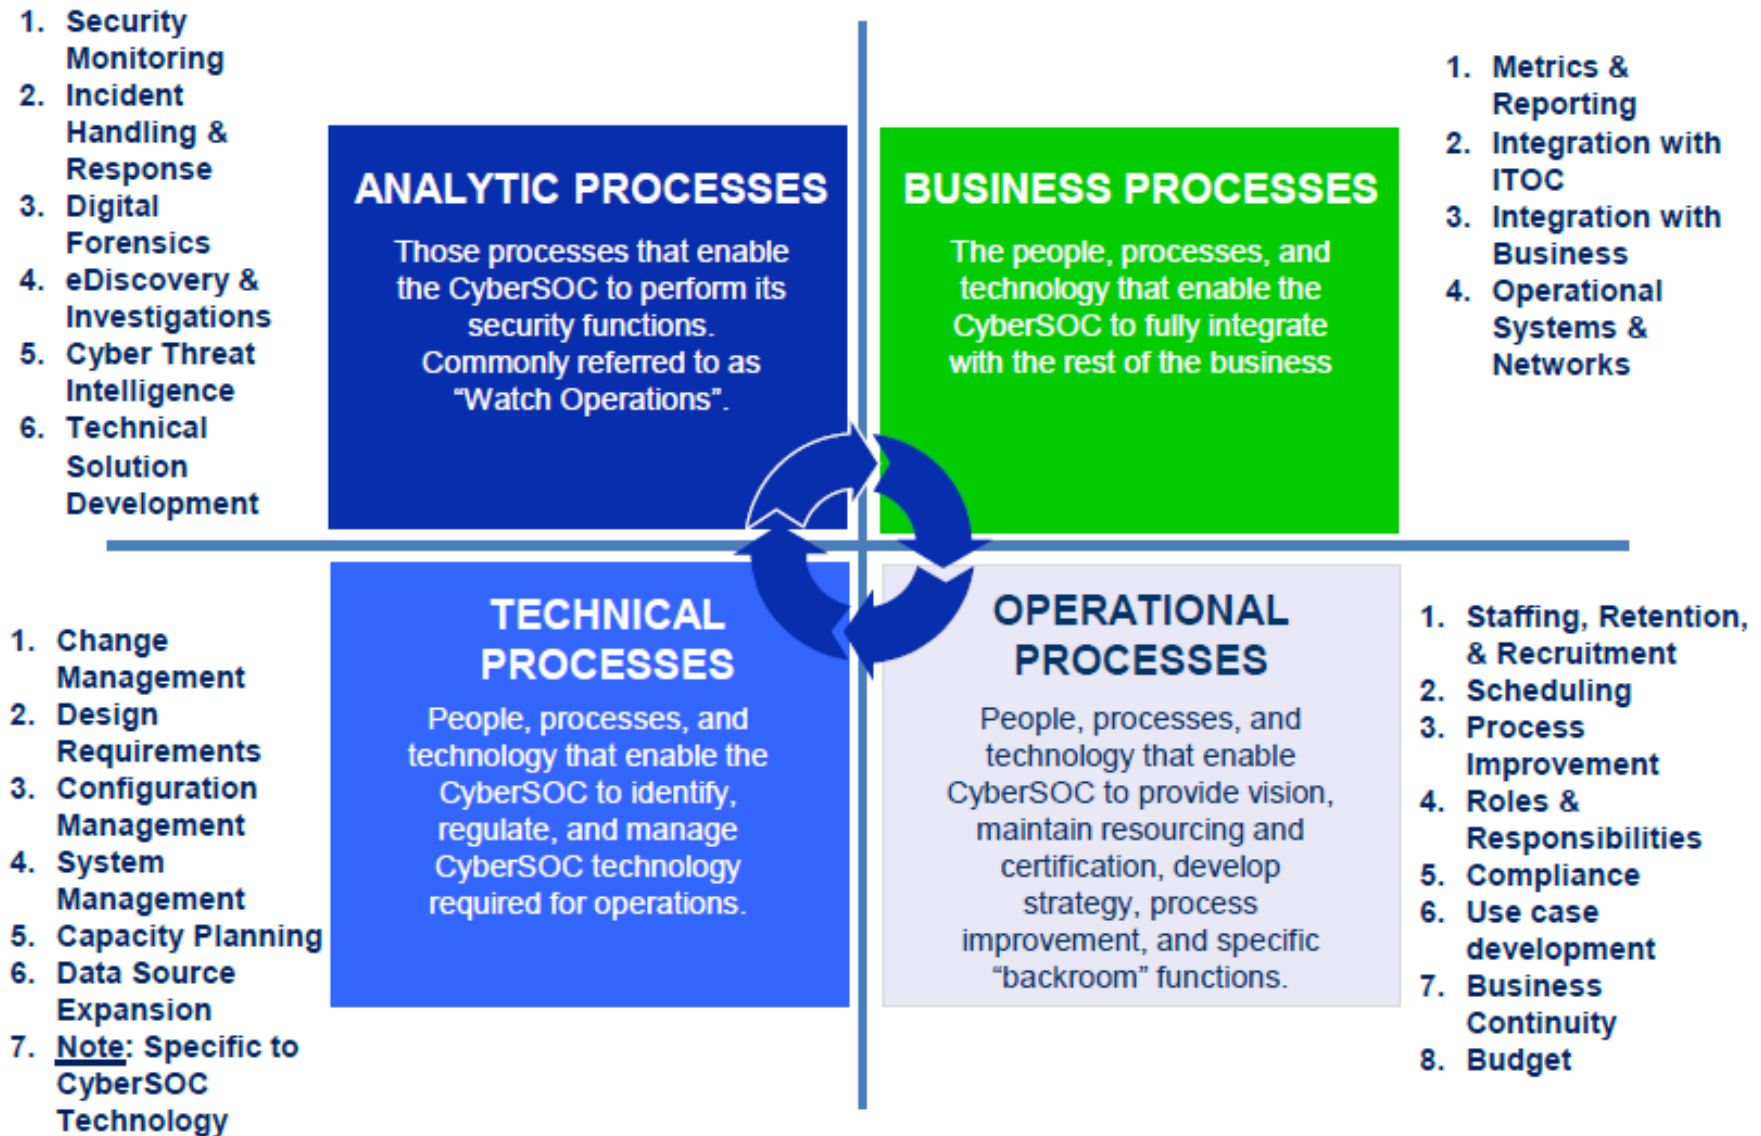 1. Security
Monitoring
2. Incident
Handling &
Response
3. Digital
Forensics
4. eDiscovery &
Investigations
5. Cyber Threat
Intelligence
6. Technical
Solution
Development
ANALYTIC PROCESSES
Those processes that enable
the CyberSOC to perform its
security functions.
Commonly referred to as
“Watch Operations”.
BUSINESS PROCESSES
The people, processes, and
technology that enable the
CyberSOC to fully integrate
with the rest of the business
1. Metrics &
Reporting
2. Integration with
ITOC
3. Integration with
Business
4. Operational
Systems &
Networks
1. Change
Management
2. Design
Requirements
3. Configuration
Management
4. System
Management
5. Capacity Planning
6. Data Source
Expansion
7. Note: Specific to
CyberSOC
Technology
TECHNICAL
PROCESSES
People, processes, and
technology that enable the
CyberSOC to identify,
regulate, and manage
CyberSOC technology
required for operations.
OPERATIONAL
PROCESSES
People, processes, and
technology that enable
CyberSOC to provide vision,
maintain resourcing and
certification, develop
strategy, process
improvement, and specific
“backroom” functions.
1. Staffing, Retention,
& Recruitment
2. Scheduling
3. Process
Improvement
4. Roles &
Responsibilities
5. Compliance
6. Use case
development
7. Business
Continuity
8. Budget